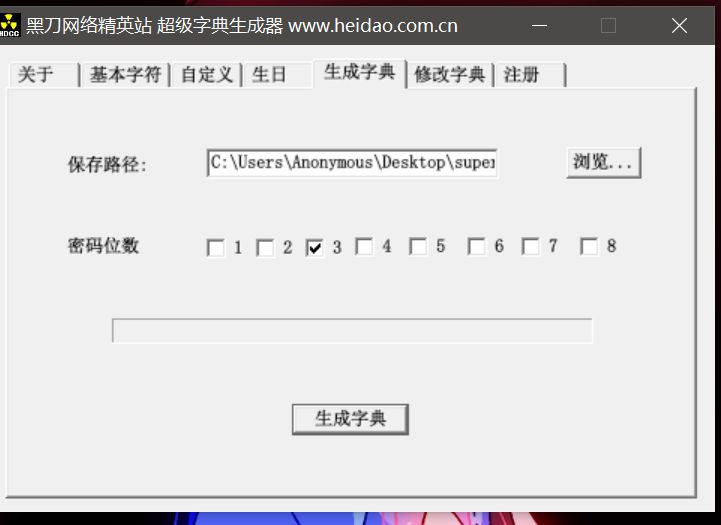 黑刀网络精英站 超级字典生成器 www.heidao.com.cn
HDCC
关于 基本字符 自定义 生日 生成字典 修改字典 注册
保存路径: C:\Users\Anonymous\Desktop\super 浏览...
密码位数 1 2 3 4 5 6 7 8
生成字典